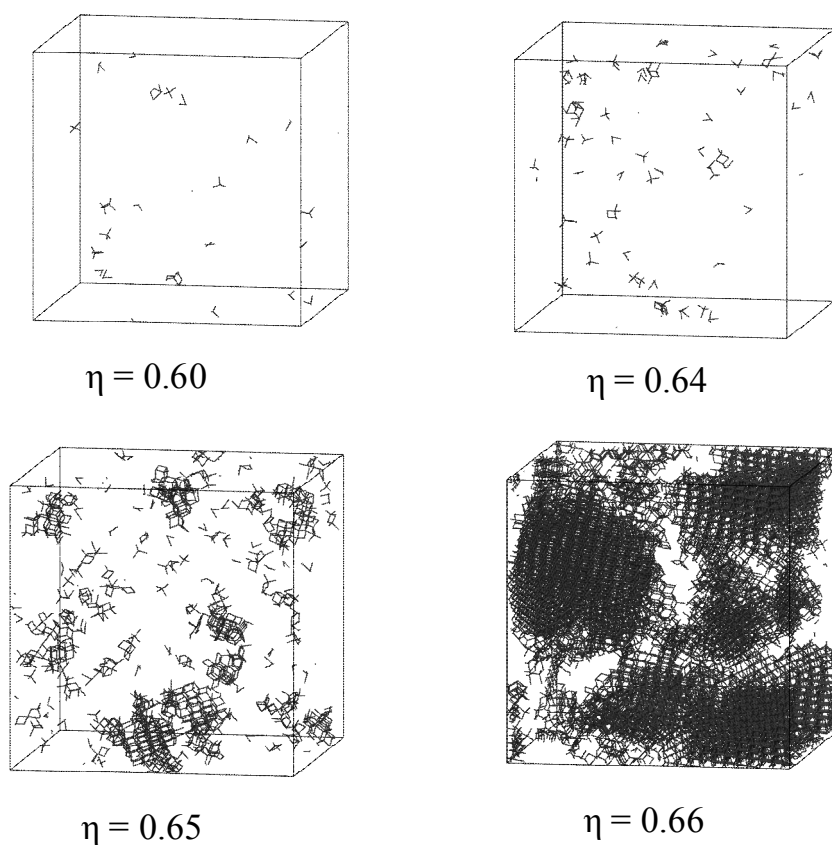 η = 0.60
η = 0.64
η = 0.65
η = 0.66